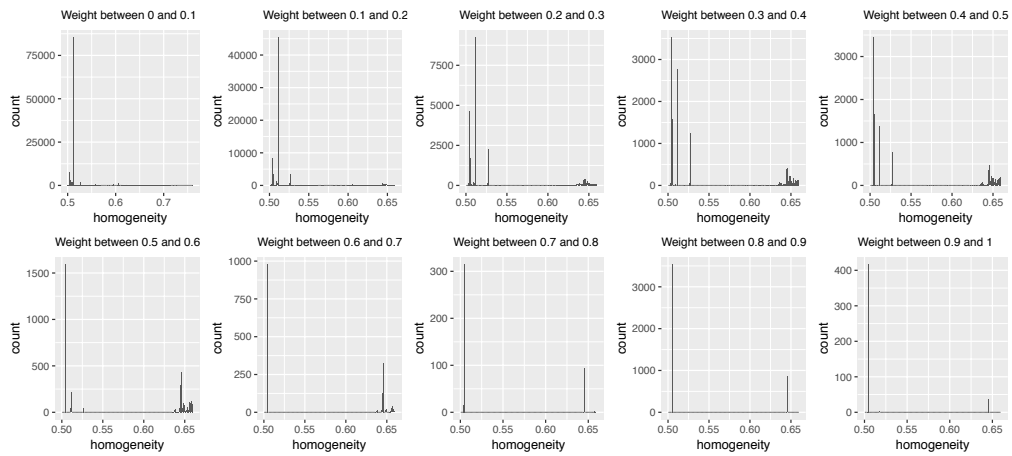 Weight between 0 and 0.1
Weight between 0.1 and 0.2
Weight between 0.2 and 0.3
Weight between 0.3 and 0.4
Weight between 0.4 and 0.5
count
75000
50000
25000
0
0.5
0.6
0.7
homogeneity
count
40000
30000
20000
10000
0
0.50
0.55
0.60
0.65
homogeneity
count
7500
5000
2500
0
0.50
0.55
0.60
0.65
homogeneity
count
3000
2000
1000
0
0.50
0.55
0.60
0.65
homogeneity
count
3000
2000
1000
0
0.50
0.55
0.60
0.65
homogeneity
Weight between 0.5 and 0.6
Weight between 0.6 and 0.7
Weight between 0.7 and 0.8
Weight between 0.8 and 0.9
Weight between 0.9 and 1
count
1500
1000
500
0
0.50
0.55
0.60
0.65
homogeneity
count
1000
750
500
250
0
0.50
0.55
0.60
0.65
homogeneity
count
300
200
100
0
0.50
0.55
0.60
0.65
homogeneity
count
3000
2000
1000
0
0.50
0.55
0.60
0.65
homogeneity
count
400
300
200
100
0
0.50
0.55
0.60
0.65
homogeneity